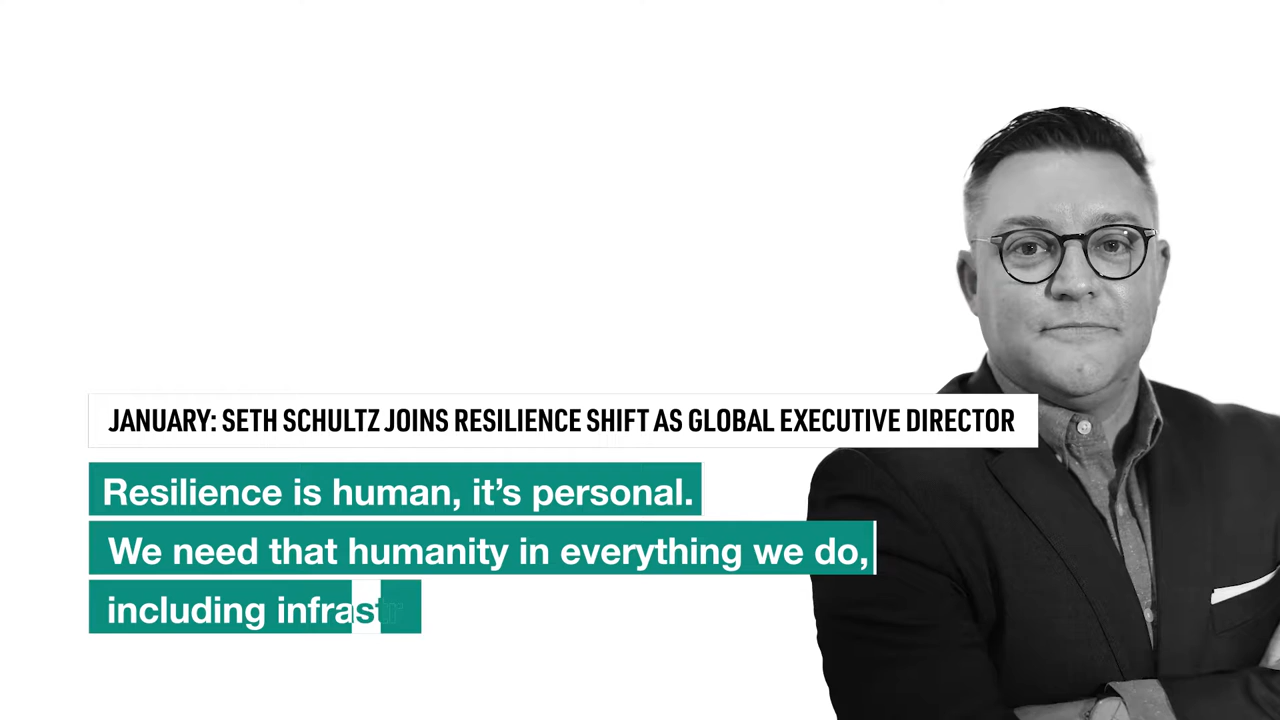 JANUARY: SETH SCHULTZ JOINS RESILIENCE SHIFT AS GLOBAL EXECUTIVE DIRECTOR
Resilience is human, it’s personal.
We need that humanity in everything we do,
including infrastr